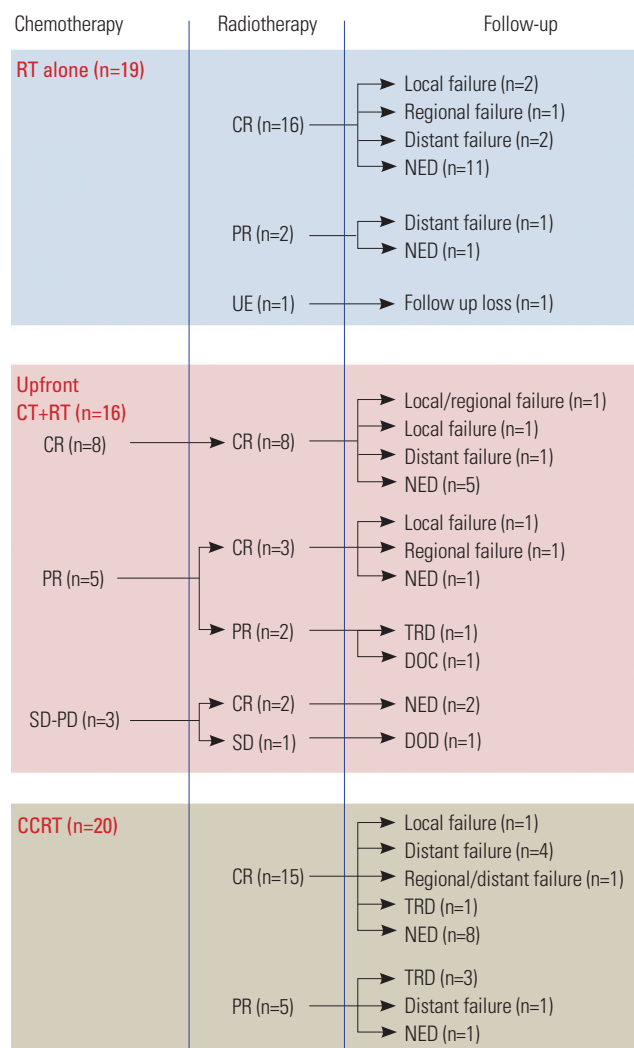 Chemotherapy
Radiotherapy
Follow-up
RT alone (n=19)
CR (n=16)
Local failure (n=2)
Regional failure (n=1)
Distant failure (n=2)
NED (n=11)
PR (n=2)
Distant failure (n=1)
NED (n=1)
UE (n=1)
Follow up loss (n=1)
Upfront
CT+RT (n=16)
CR (n=8)
CR (n=8)
Local/regional failure (n=1)
Local failure (n=1)
Distant failure (n=1)
NED (n=5)
PR (n=5)
CR (n=3)
Local failure (n=1)
Regional failure (n=1)
NED (n=1)
PR (n=2)
TRD (n=1)
DOC (n=1)
SD-PD (n=3)
CR (n=2)
NED (n=2)
SD (n=1)
DOD (n=1)
CCRT (n=20)
CR (n=15)
Local failure (n=1)
Distant failure (n=4)
Regional/distant failure (n=1)
TRD (n=1)
NED (n=8)
PR (n=5)
TRD (n=3)
Distant failure (n=1)
NED (n=1)